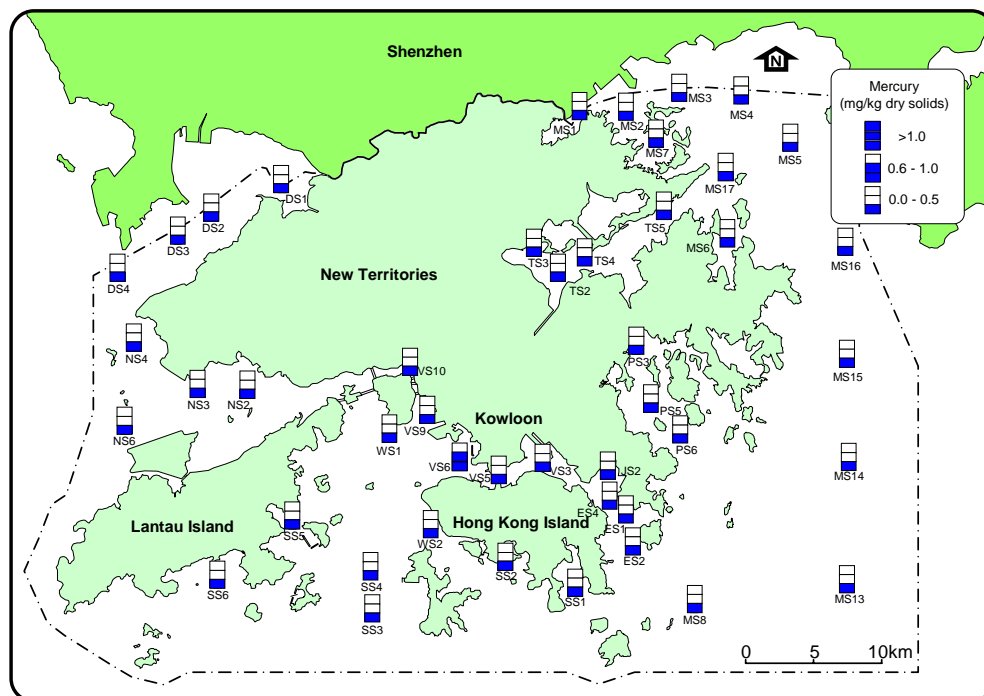 Shenzhen
N
Mercury
(mg/kg dry solids)
>1.0
0.6 - 1.0
0.0 - 0.5
MS3
MS4
MS1
MS2
MS7
MS5
MS17
DS1
DS2
DS3
DS4
TS5
MS6
MS16
TS3
TS4
TS2
New Territories
NS4
PS3
MS15
VS10
NS3
NS2
PS5
Kowloon
NS6
VS9
WS1
PS6
VS6
VS5
VS3
JS2
MS14
ES4
ES1
Lantau Island
Hong Kong Island
SS5
WS2
ES2
SS2
SS4
SS6
SS1
SS3
MS8
MS13
0 5 10km